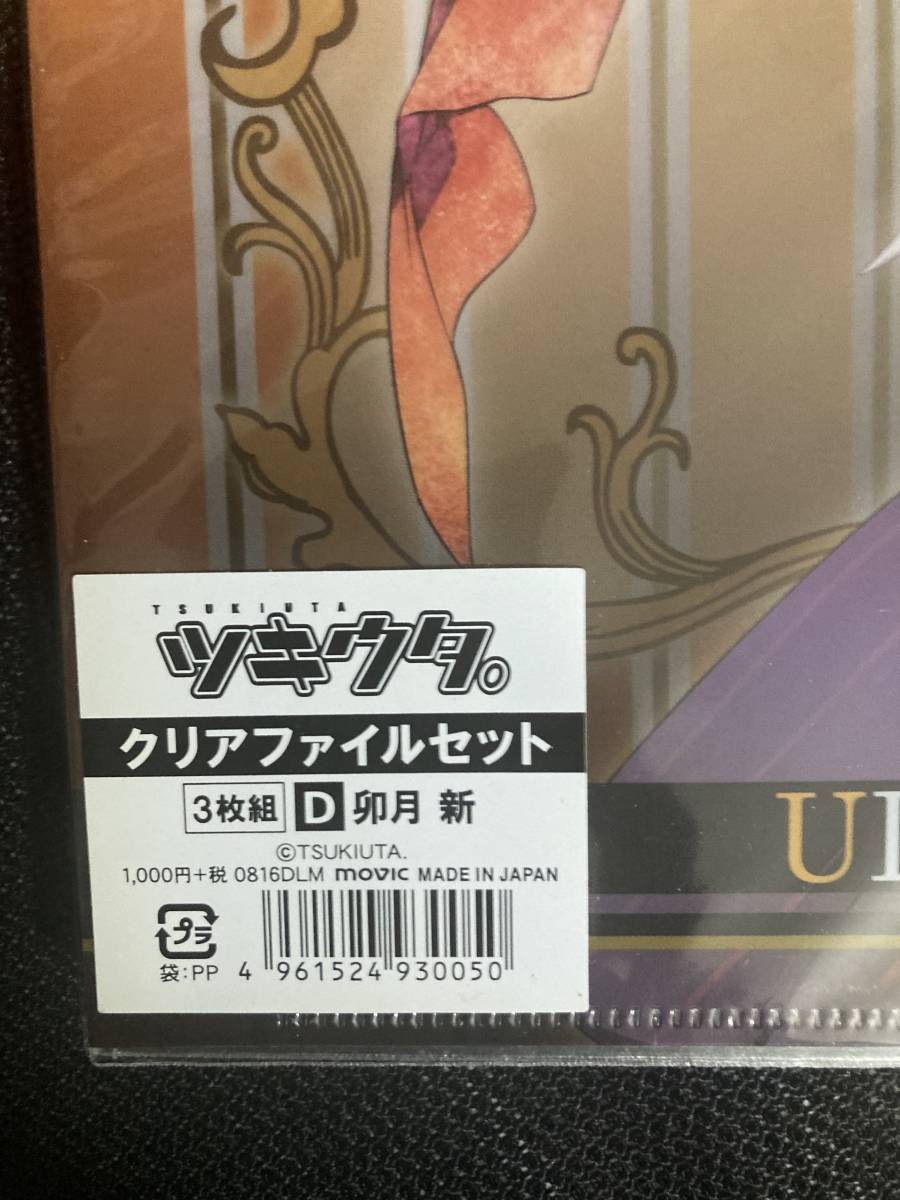 TSUKIUTA
ツキウタ。
クリアファイルセット
3枚組 D 卯月 新
©TSUKIUTA.
1,000円+税 0816DLM movic MADE IN JAPAN
プラ
袋:PP
4 961524 930050
U